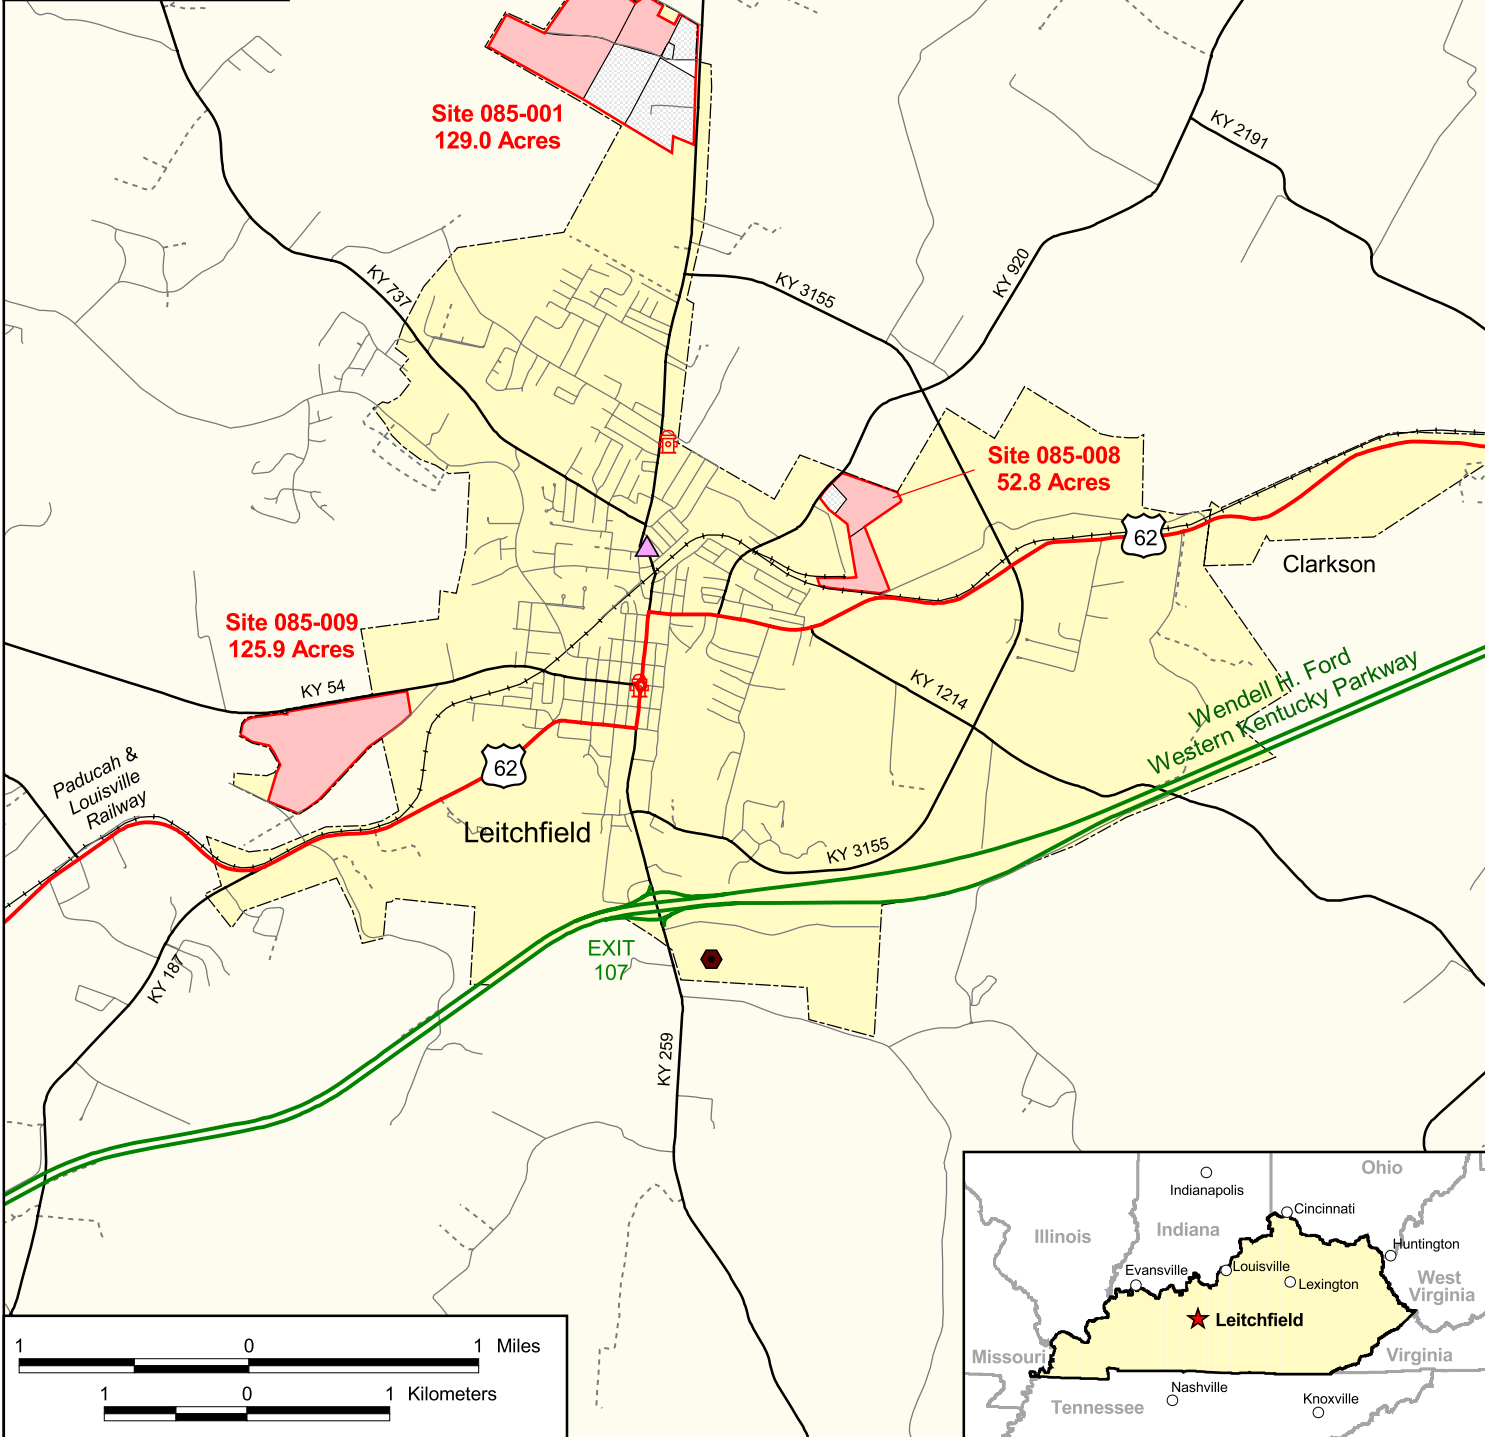 Site 085-001
129.0 Acres
KY 2191
KY 920
KY 3155
KY 737
Site 085-008
52.8 Acres
62
Clarkson
Site 085-009
125.9 Acres
KY 54
KY 1214
Wendell H. Ford
Western Kentucky Parkway
Paducah &
Louisville
Railway
62
Leitchfield
KY 3155
EXIT
107
KY 187
KY 259
Ohio
Indianapolis
Cincinnati
Indiana
Illinois
Huntington
Evansville
Louisville
Lexington
West
Virginia
Leitchfield
Missouri
Virginia
Nashville
Knoxville
Tennessee
1 0 1 Miles
1 0 1 Kilometers